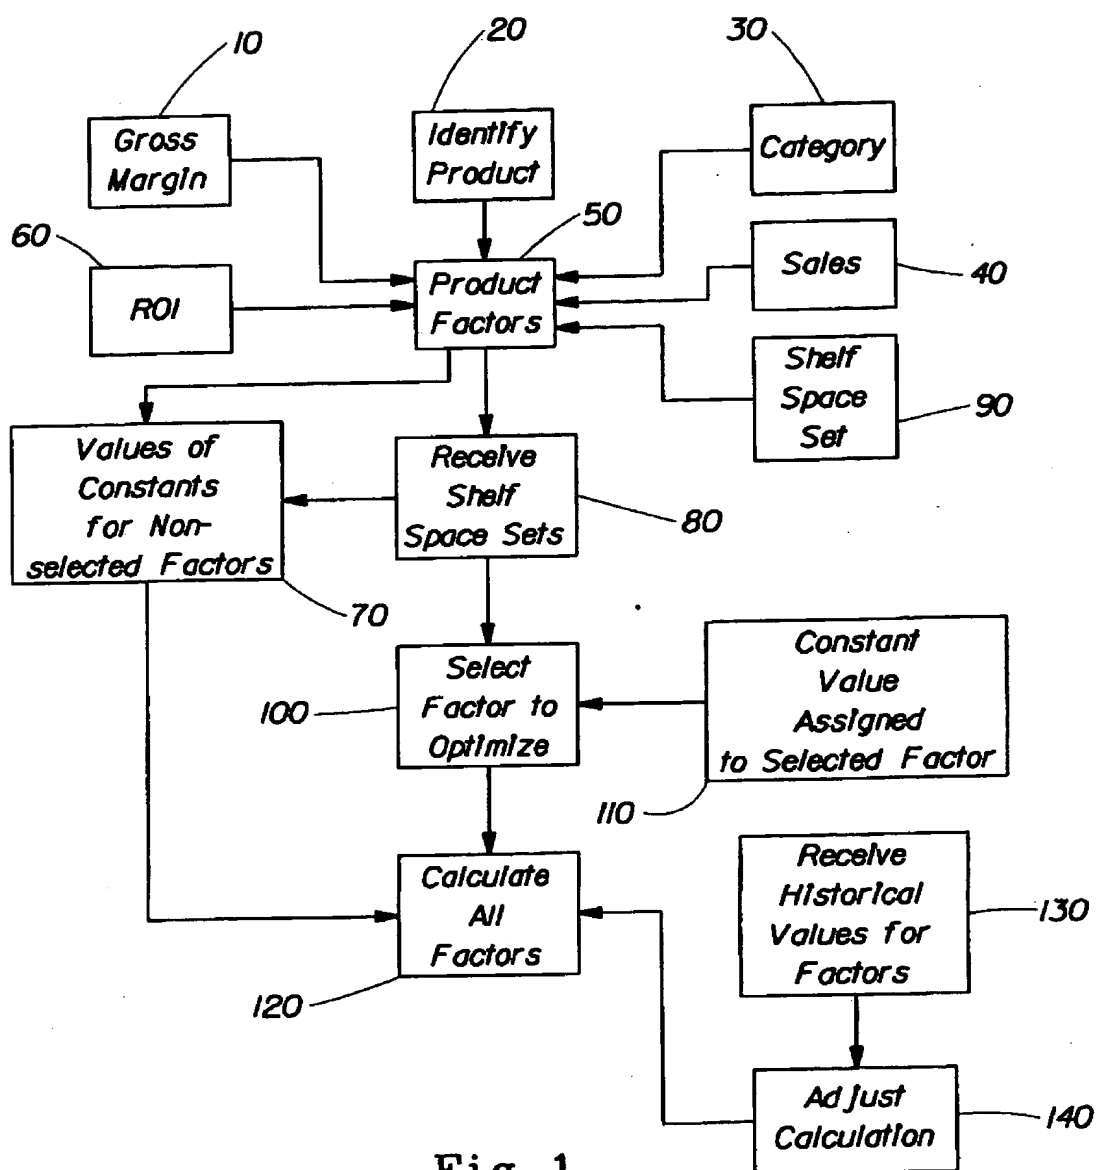 10
20
30
Gross
Margin
Identify
Product
Category
60
50
ROI
Product
Factors
Sales
40
Shelf
Space
Set
90
Values of
Constants
for Non-
selected Factors
Receive
Shelf
Space Sets
80
70
Select
Factor to
Optimize
100
Constant
Value
Assigned
to Selected Factor
110
Calculate
All
Factors
120
Receive
Historical
Values for
Factors
130
Adjust
Calculation
140
Fig. 1